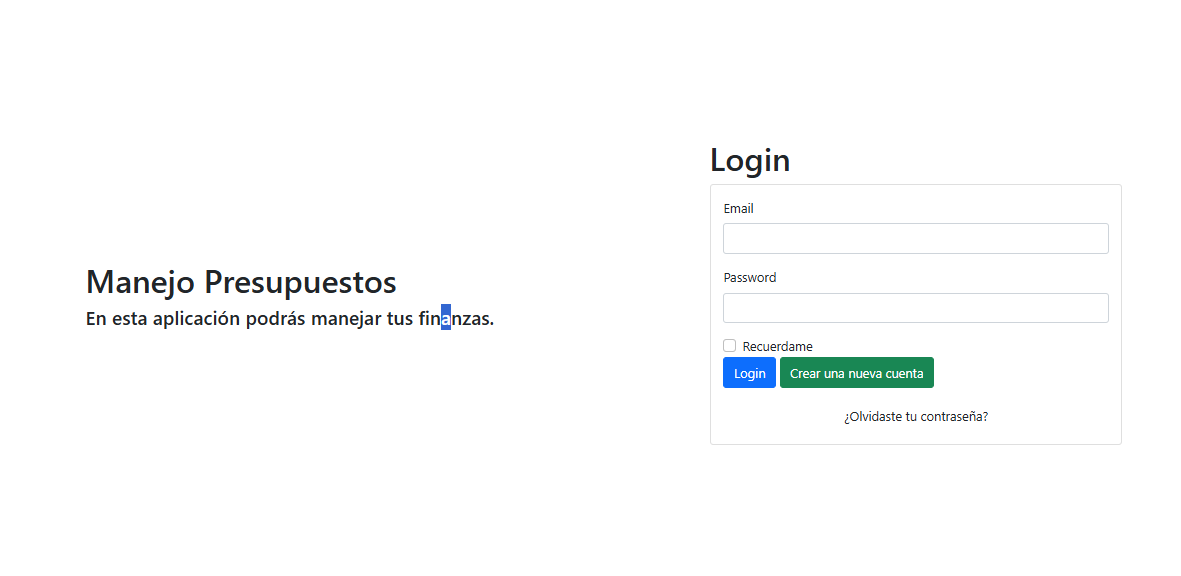 Manejo Presupuestos
En esta aplicación podrás manejar tus finanzas.
Login
Email
Password
Recuerdame
Login Crear una nueva cuenta
¿Olvidaste tu contraseña?